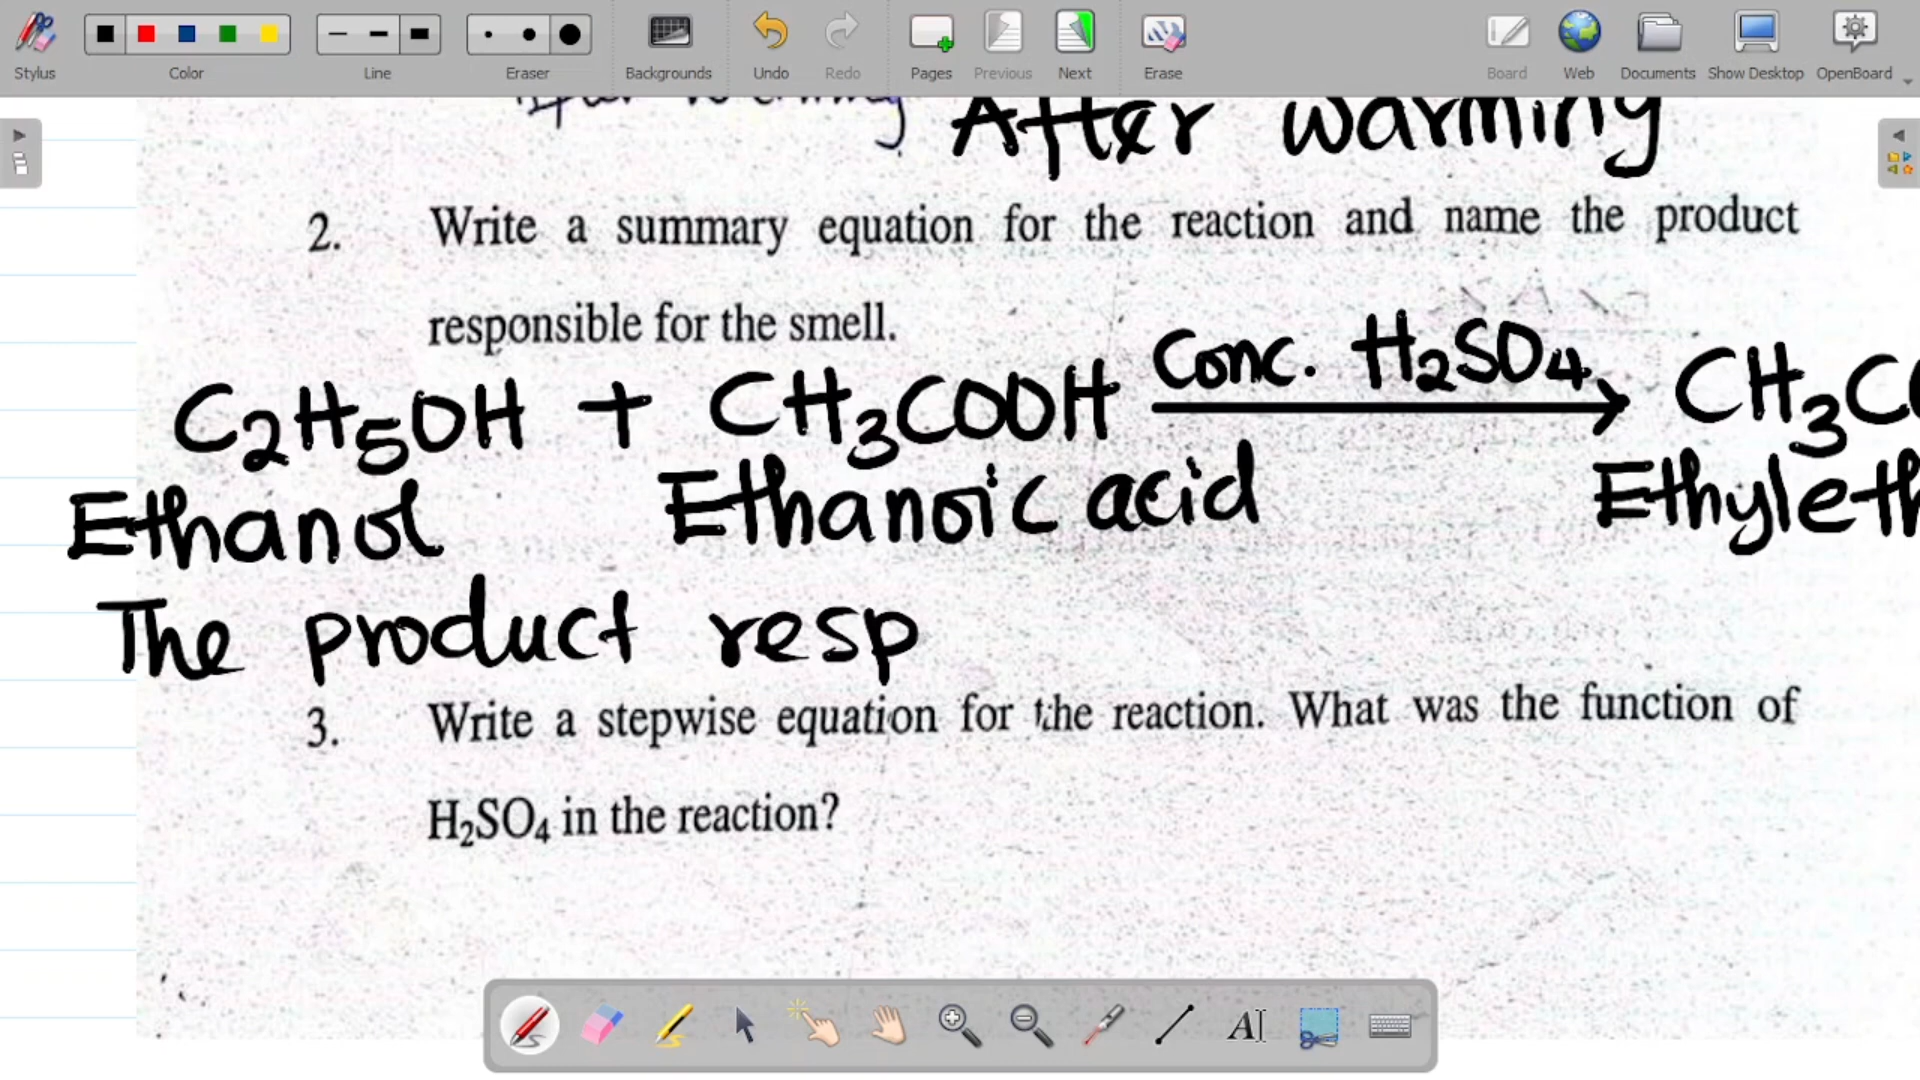 Stylus Color Line Eraser Backgrounds Undo Redo Pages Previous Next Erase Board Web Documents Show Desktop OpenBoard
After warming
2. Write a summary equation for the reaction and name the product
responsible for the smell.
Conc. H₂SO₄
C₂H₅OH + CH₃COOH → CH₃CO
Ethanol Ethanoic acid Ethyleth
The product resp
3. Write a stepwise equation for the reaction. What was the function of
H₂SO₄ in the reaction?